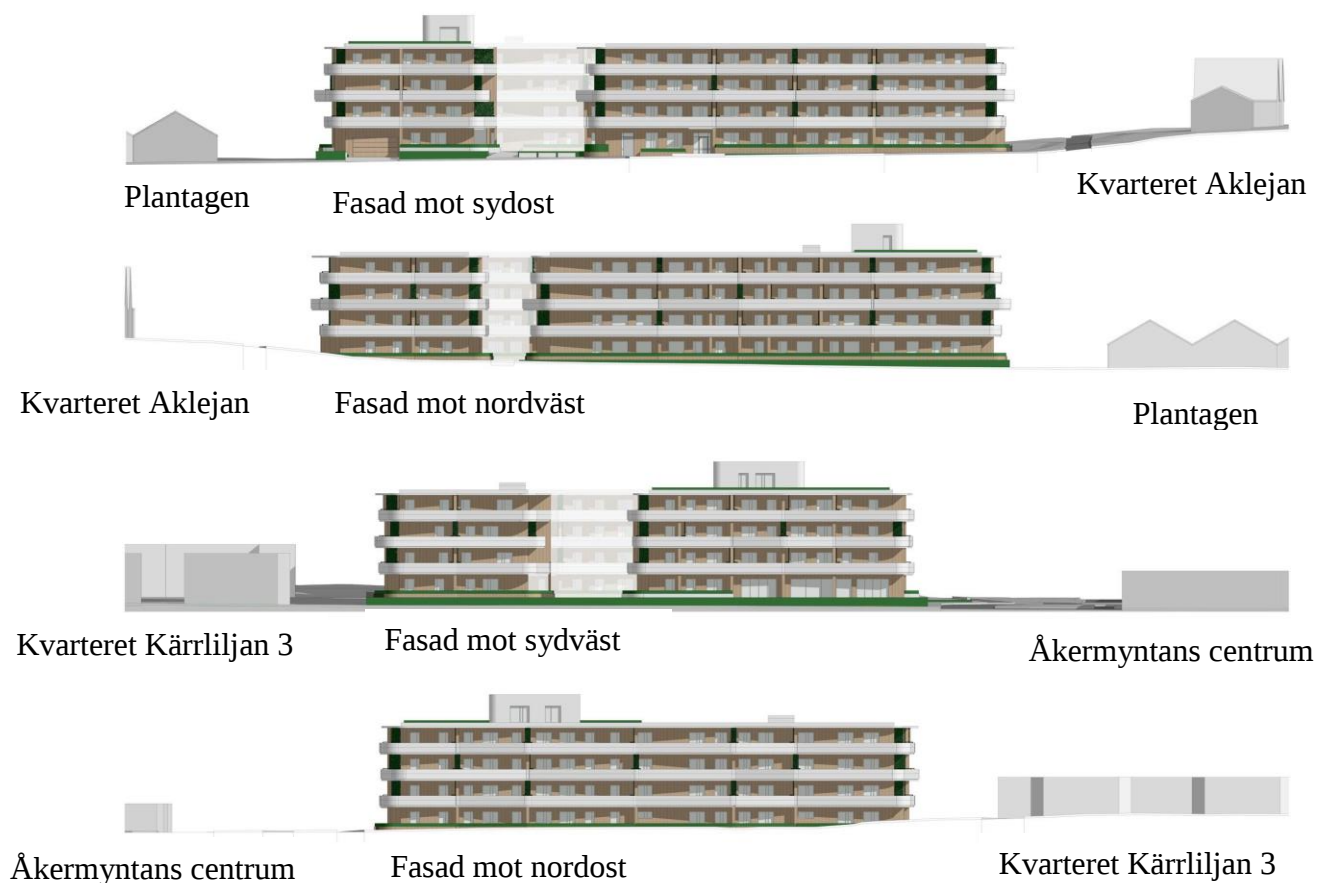 Plantagen
Fasad mot sydost
Kvarteret Aklejan
Kvarteret Aklejan
Fasad mot nordväst
Plantagen
Kvarteret Kärrliljan 3
Fasad mot sydväst
Åkermyntans centrum
Åkermyntans centrum
Fasad mot nordost
Kvarteret Kärrliljan 3